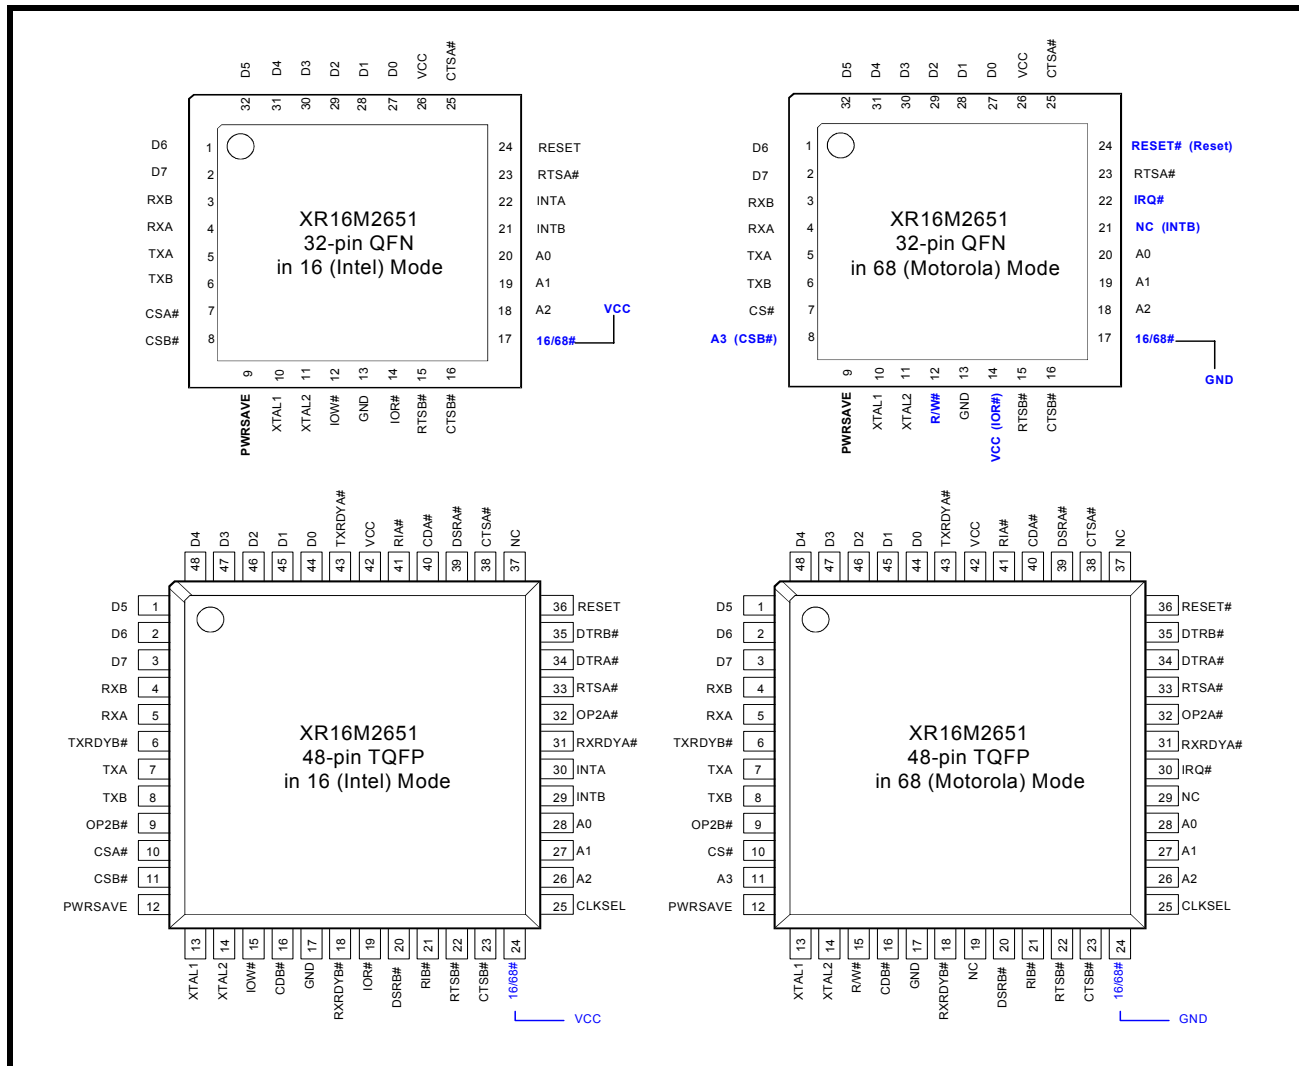 D5 D4 D3 D2 D1 D0 VCC CTSA#
32 31 30 29 28 27 26 25
D6 1
D7 2
RXB 3
RXA 4
TXA 5
TXB 6
CSA# 7
CSB# 8
XR16M2651
32-pin QFN
in 16 (Intel) Mode
24 RESET
23 RTSA#
22 INTA
21 INTB
20 A0
19 A1
18 A2 VCC
17 16/68#
9 10 11 12 13 14 15 16
PWRSAVE XTAL1 XTAL2 IOW# GND IOR# RTSB# CTSB#
D5 D4 D3 D2 D1 D0 VCC CTSA#
32 31 30 29 28 27 26 25
D6 1
D7 2
RXB 3
RXA 4
TXA 5
TXB 6
CS# 7
A3 (CSB#) 8
XR16M2651
32-pin QFN
in 68 (Motorola) Mode
24 RESET# (Reset)
23 RTSA#
22 IRQ#
21 NC (INTB)
20 A0
19 A1
18 A2
17 16/68#
GND
9 10 11 12 13 14 15 16
PWRSAVE XTAL1 XTAL2 R/W# GND VCC (IOR#) RTSB# CTSB#
D4 D3 D2 D1 D0 TXRDYA# VCC RIA# CDA# DSRA# CTSA# NC
48 47 46 45 44 43 42 41 40 39 38 37
D5 1
D6 2
D7 3
RXB 4
RXA 5
TXRDYB# 6
TXA 7
TXB 8
OP2B# 9
CSA# 10
CSB# 11
PWRSAVE 12
XR16M2651
48-pin TQFP
in 16 (Intel) Mode
36 RESET
35 DTRB#
34 DTRA#
33 RTSA#
32 OP2A#
31 RXRDYA#
30 INTA
29 INTB
28 A0
27 A1
26 A2
25 CLKSEL
13 14 15 16 17 18 19 20 21 22 23 24
XTAL1 XTAL2 IOW# CDB# GND RXRDYB# IOR# DSRB# RIB# RTSB# CTSB# 16/68#
VCC
D4 D3 D2 D1 D0 TXRDYA# VCC RIA# CDA# DSRA# CTSA# NC
48 47 46 45 44 43 42 41 40 39 38 37
D5 1
D6 2
D7 3
RXB 4
RXA 5
TXRDYB# 6
TXA 7
TXB 8
OP2B# 9
CS# 10
A3 11
PWRSAVE 12
XR16M2651
48-pin TQFP
in 68 (Motorola) Mode
36 RESET#
35 DTRB#
34 DTRA#
33 RTSA#
32 OP2A#
31 RXRDYA#
30 IRQ#
29 NC
28 A0
27 A1
26 A2
25 CLKSEL
13 14 15 16 17 18 19 20 21 22 23 24
XTAL1 XTAL2 R/W# CDB# GND RXRDYB# NC DSRB# RIB# RTSB# CTSB# 16/68#
GND